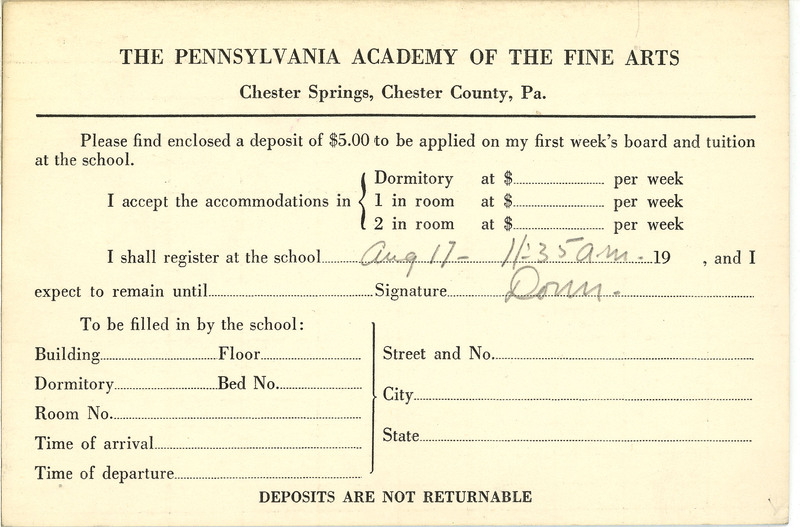 THE PENNSYLVANIA ACADEMY OF THE FINE ARTS
Chester Springs, Chester County, Pa.
Please find enclosed a deposit of $5.00 to be applied on my first week's board and tuition
at the school.
I accept the accommodations in
Dormitory at $ per week
1 in room at $ per week
2 in room at $ per week
I shall register at the school Aug 17- 11:35 am. 19 , and I
expect to remain until Signature
To be filled in by the school:
Building Floor
Dormitory Bed No.
Room No.
Time of arrival
Time of departure
Street and No.
City
State
DEPOSITS ARE NOT RETURNABLE